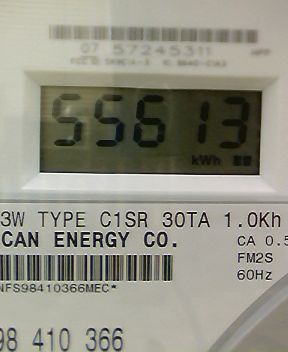 07 57245311
55613
kWh
3W TYPE C1SR 30TA 1.0Kh
CAN ENERGY CO.
CA 0.5
FM2S
60Hz
NFS98410366MEC*
98 410 366